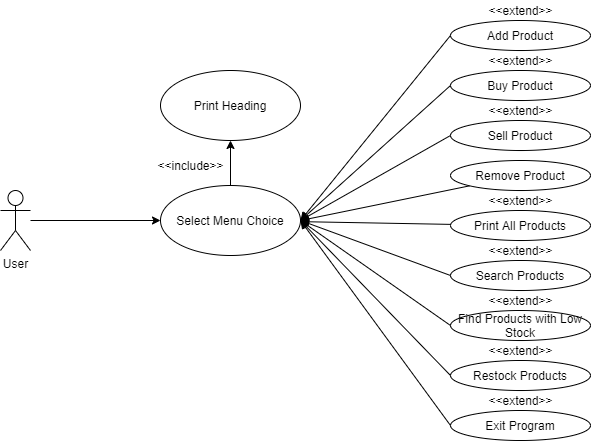 <<extend>>
Add Product
<<extend>>
Buy Product
<<extend>>
Print Heading
Sell Product
<<include>>
Remove Product
<<extend>>
Select Menu Choice
Print All Products
<<extend>>
User
Search Products
<<extend>>
Find Products with Low
Stock
<<extend>>
Restock Products
<<extend>>
Exit Program